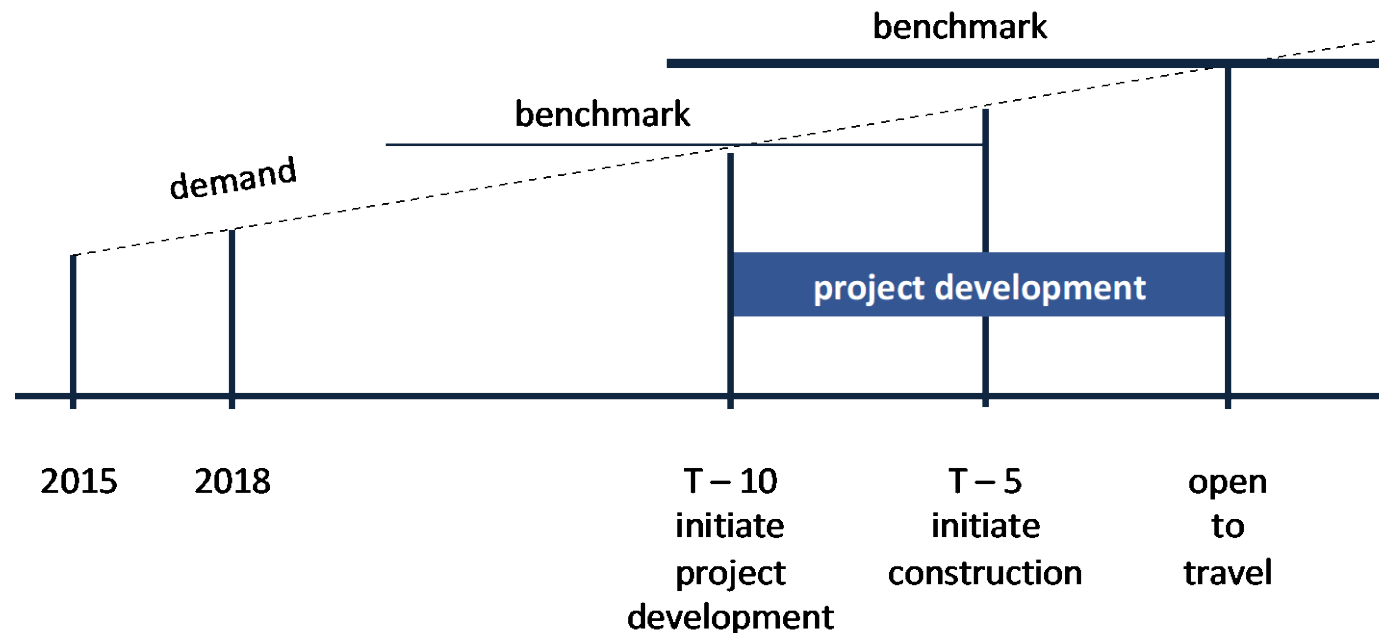 benchmark
benchmark
demand
project development
2015
2018
T – 10
initiate
project
development
T – 5
initiate
construction
open
to
travel